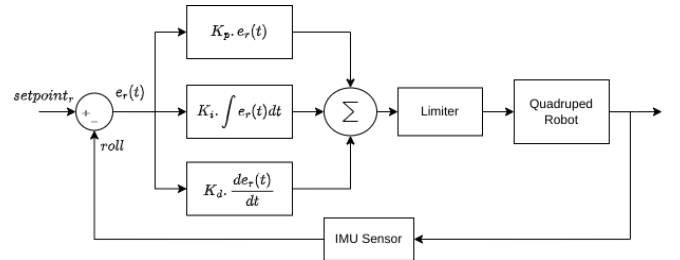 K_p. e_r(t)
setpoint_r
e_r(t)
+
−
roll
K_i. ∫ e_r(t)dt
∑
Limiter
Quadruped
Robot
K_d. de_r(t)/dt
IMU Sensor